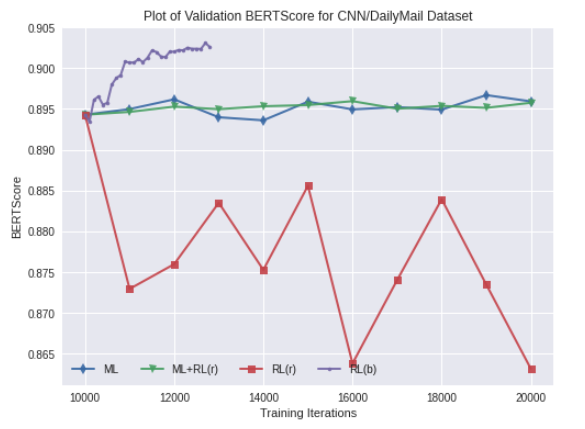 Plot of Validation BERTScore for CNN/DailyMail Dataset
0.905
0.900
0.895
0.890
0.885
0.880
0.875
0.870
0.865
BERTScore
ML ML+RL(r) RL(r) RL(b)
10000 12000 14000 16000 18000 20000
Training Iterations